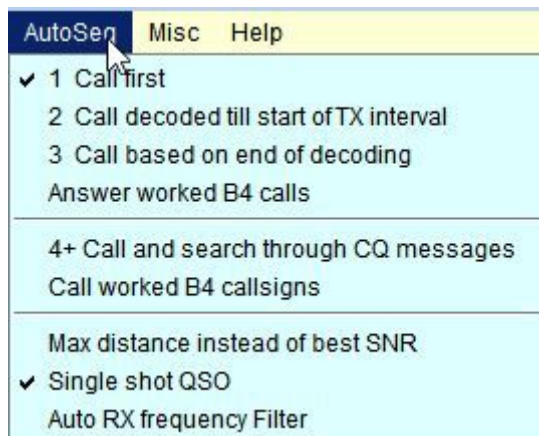 AutoSeq Misc Help
✔ 1 Call first
2 Call decoded till start of TX interval
3 Call based on end of decoding
Answer worked B4 calls
4+ Call and search through CQ messages
Call worked B4 callsigns
Max distance instead of best SNR
✔ Single shot QSO
Auto RX frequency Filter